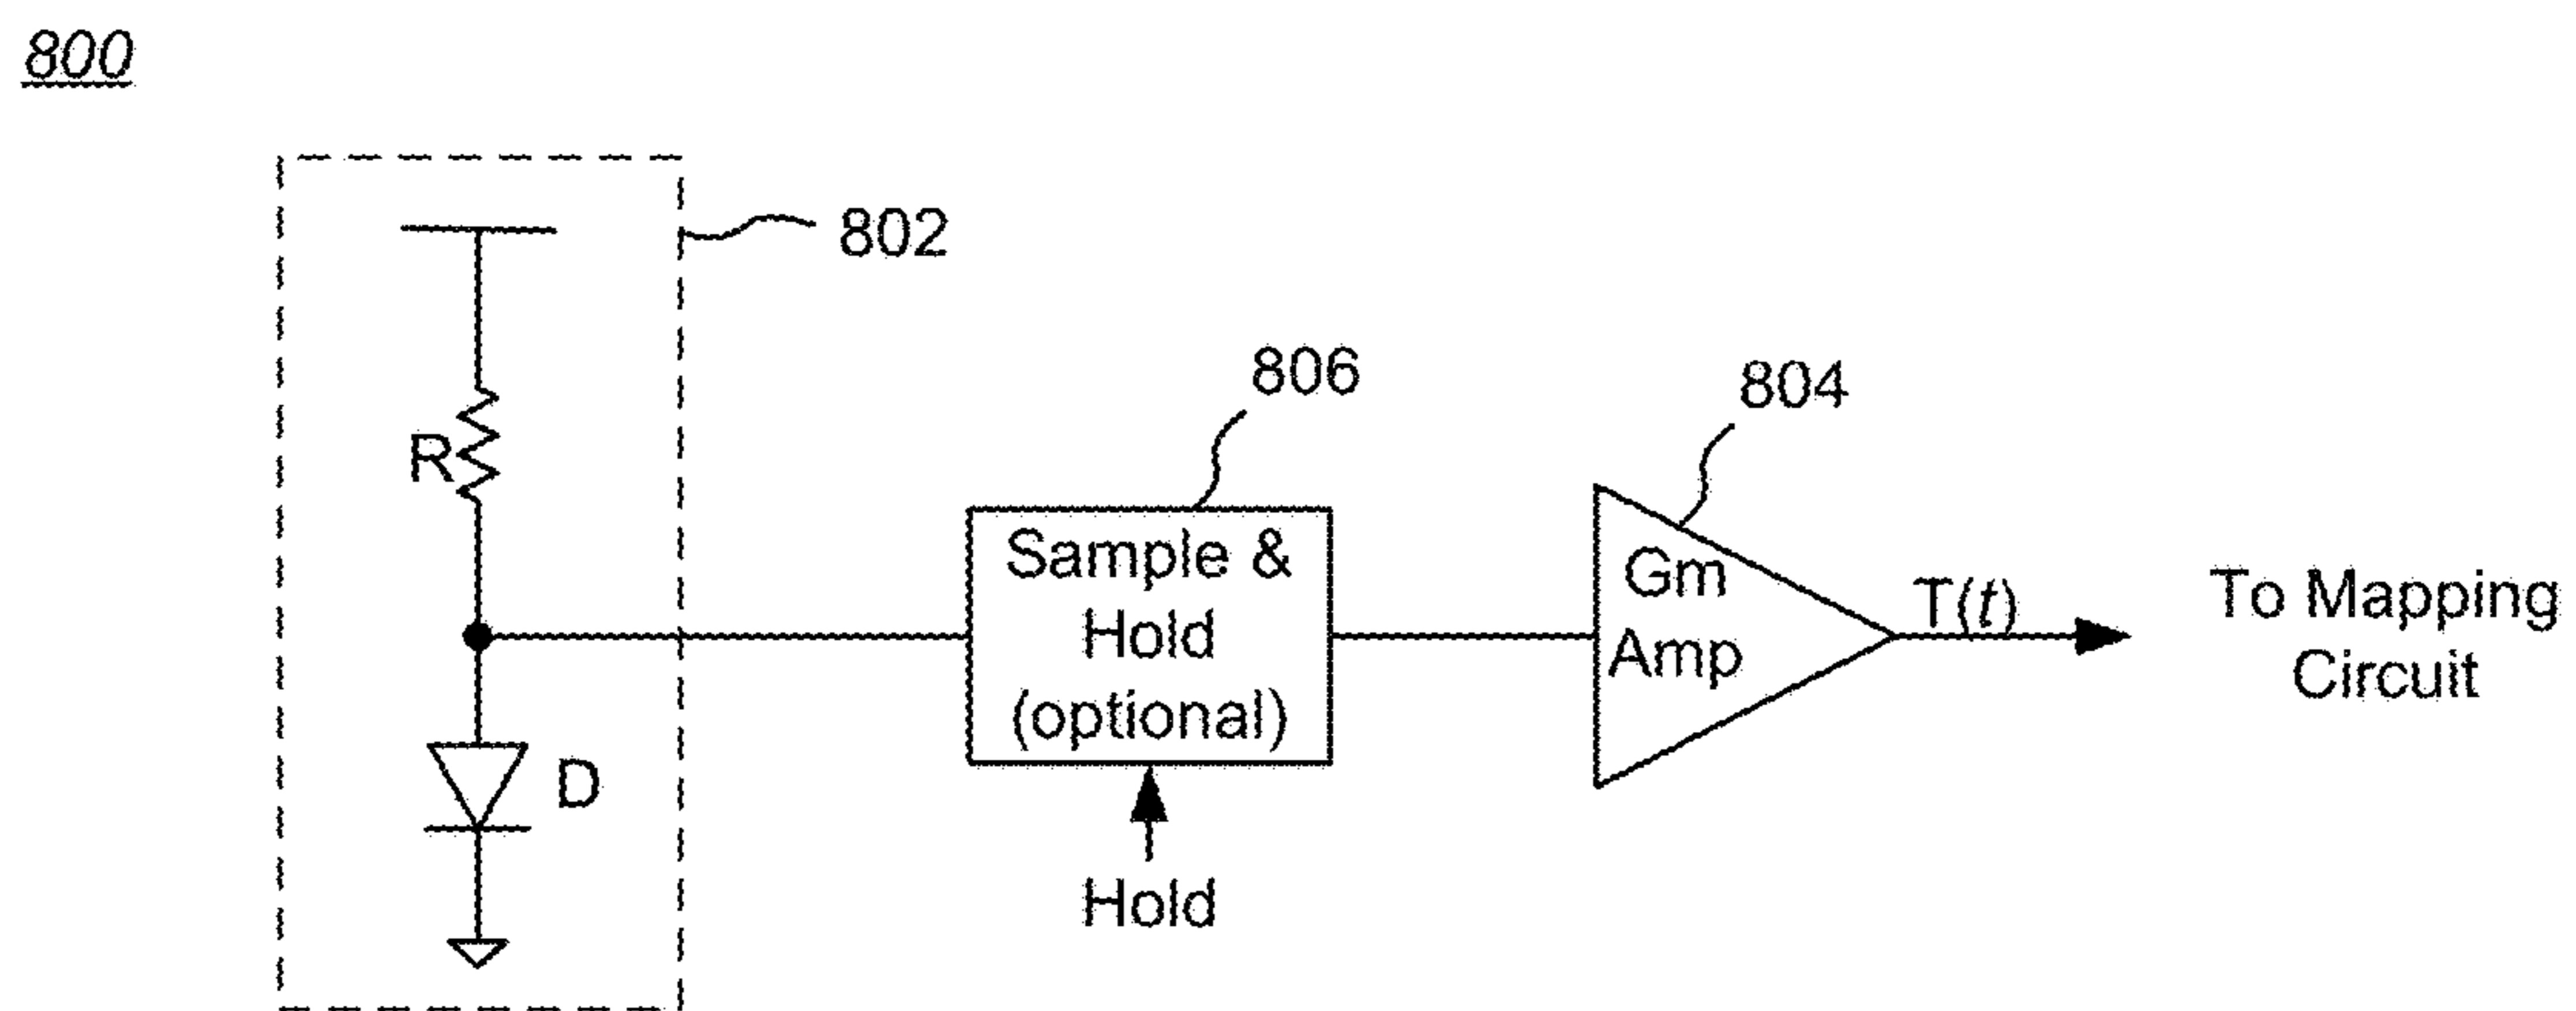 800
802
R
D
806
Sample &
Hold
(optional)
Hold
804
Gm
Amp
T(t)
To Mapping
Circuit